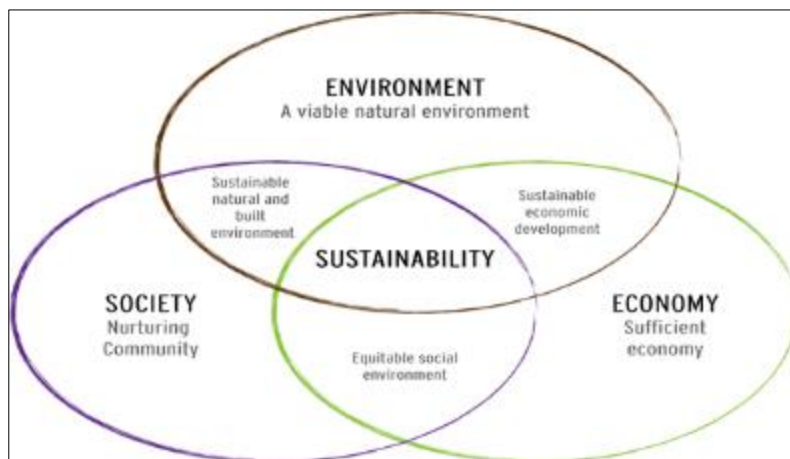 ENVIRONMENT
A viable natural environment
Sustainable
natural and
built
environment
Sustainable
economic
development
SUSTAINABILITY
SOCIETY
Nurturing
Community
ECONOMY
Sufficient
economy
Equitable social
environment